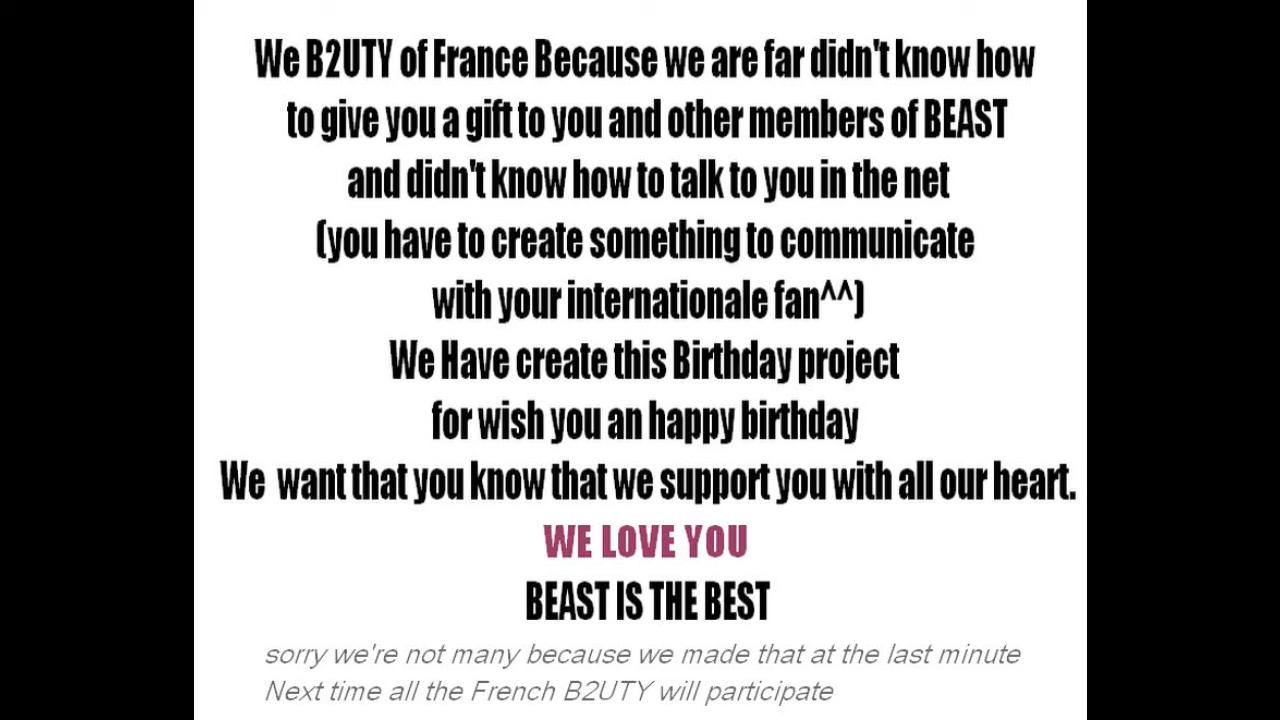 We B2UTY of France Because we are far didn't know how
to give you a gift to you and other members of BEAST
and didn't know how to talk to you in the net
(you have to create something to communicate
with your internationale fan^^)
We Have create this Birthday project
for wish you an happy birthday
We want that you know that we support you with all our heart.
WE LOVE YOU
BEAST IS THE BEST
sorry we're not many because we made that at the last minute
Next time all the French B2UTY will participate